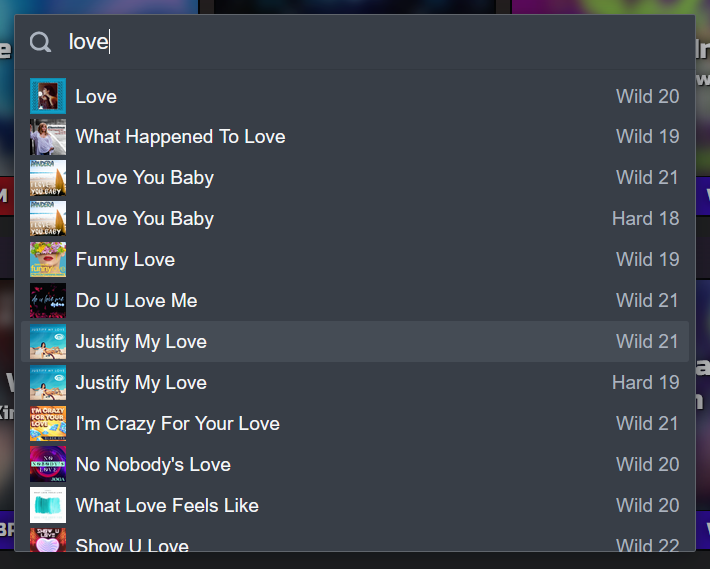 love
Love Wild 20
What Happened To Love Wild 19
I Love You Baby Wild 21
I Love You Baby Hard 18
Funny Love Wild 19
Do U Love Me Wild 21
Justify My Love Wild 21
Justify My Love Hard 19
I'm Crazy For Your Love Wild 21
No Nobody's Love Wild 20
What Love Feels Like Wild 20
Show U Love Wild 22